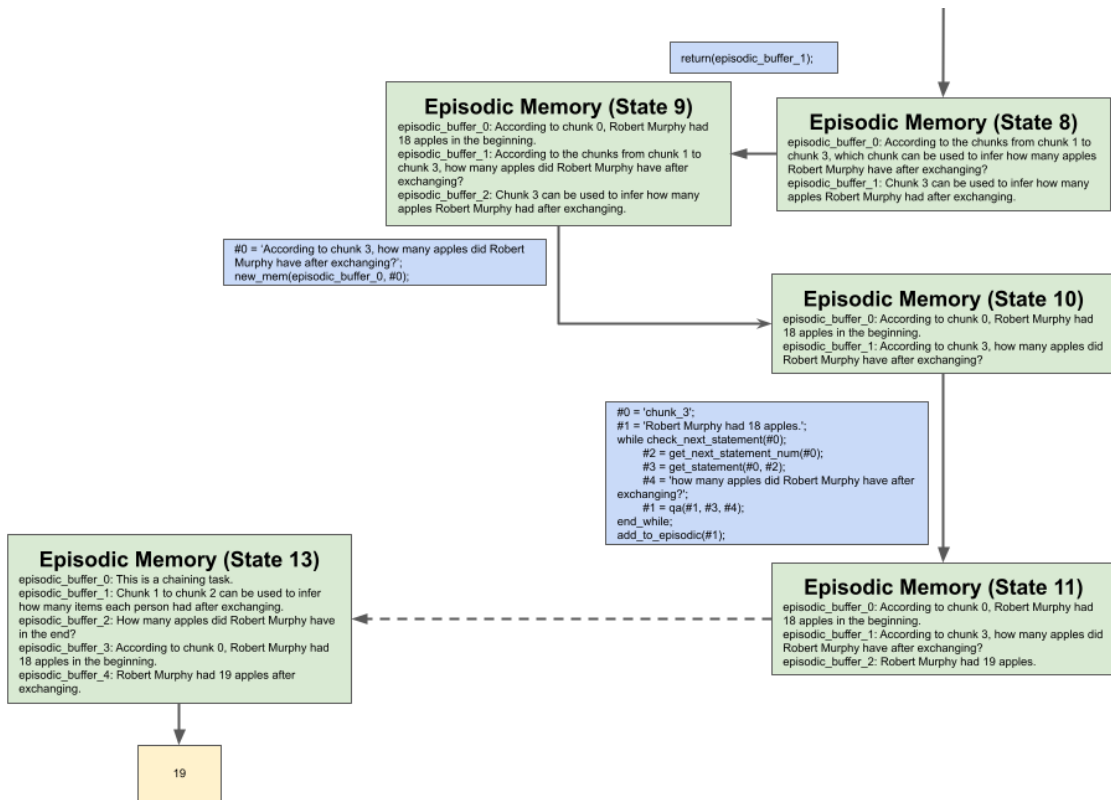 return(episodic_buffer_1);
Episodic Memory (State 8)
episodic_buffer_0: According to the chunks from chunk 1 to
chunk 3, which chunk can be used to infer how many apples
Robert Murphy have after exchanging?
episodic_buffer_1: Chunk 3 can be used to infer how many
apples Robert Murphy had after exchanging.
Episodic Memory (State 9)
episodic_buffer_0: According to chunk 0, Robert Murphy had
18 apples in the beginning.
episodic_buffer_1: According to the chunks from chunk 1 to
chunk 3, how many apples did Robert Murphy have after
exchanging?
episodic_buffer_2: Chunk 3 can be used to infer how many
apples Robert Murphy had after exchanging.
#0 = 'According to chunk 3, how many apples did Robert
Murphy have after exchanging?';
new_mem(episodic_buffer_0, #0);
Episodic Memory (State 10)
episodic_buffer_0: According to chunk 0, Robert Murphy had
18 apples in the beginning.
episodic_buffer_1: According to chunk 3, how many apples did
Robert Murphy have after exchanging?
#0 = 'chunk_3';
#1 = 'Robert Murphy had 18 apples.';
while check_next_statement(#0);
#2 = get_next_statement_num(#0);
#3 = get_statement(#0, #2);
#4 = 'how many apples did Robert Murphy have after
exchanging?';
#1 = qa(#1, #3, #4);
end_while;
add_to_episodic(#1);
Episodic Memory (State 11)
episodic_buffer_0: According to chunk 0, Robert Murphy had
18 apples in the beginning.
episodic_buffer_1: According to chunk 3, how many apples did
Robert Murphy have after exchanging?
episodic_buffer_2: Robert Murphy had 19 apples.
Episodic Memory (State 13)
episodic_buffer_0: This is a chaining task.
episodic_buffer_1: Chunk 1 to chunk 2 can be used to infer
how many items each person had after exchanging.
episodic_buffer_2: How many apples did Robert Murphy have
in the end?
episodic_buffer_3: According to chunk 0, Robert Murphy had
18 apples in the beginning.
episodic_buffer_4: Robert Murphy had 19 apples after
exchanging.
19